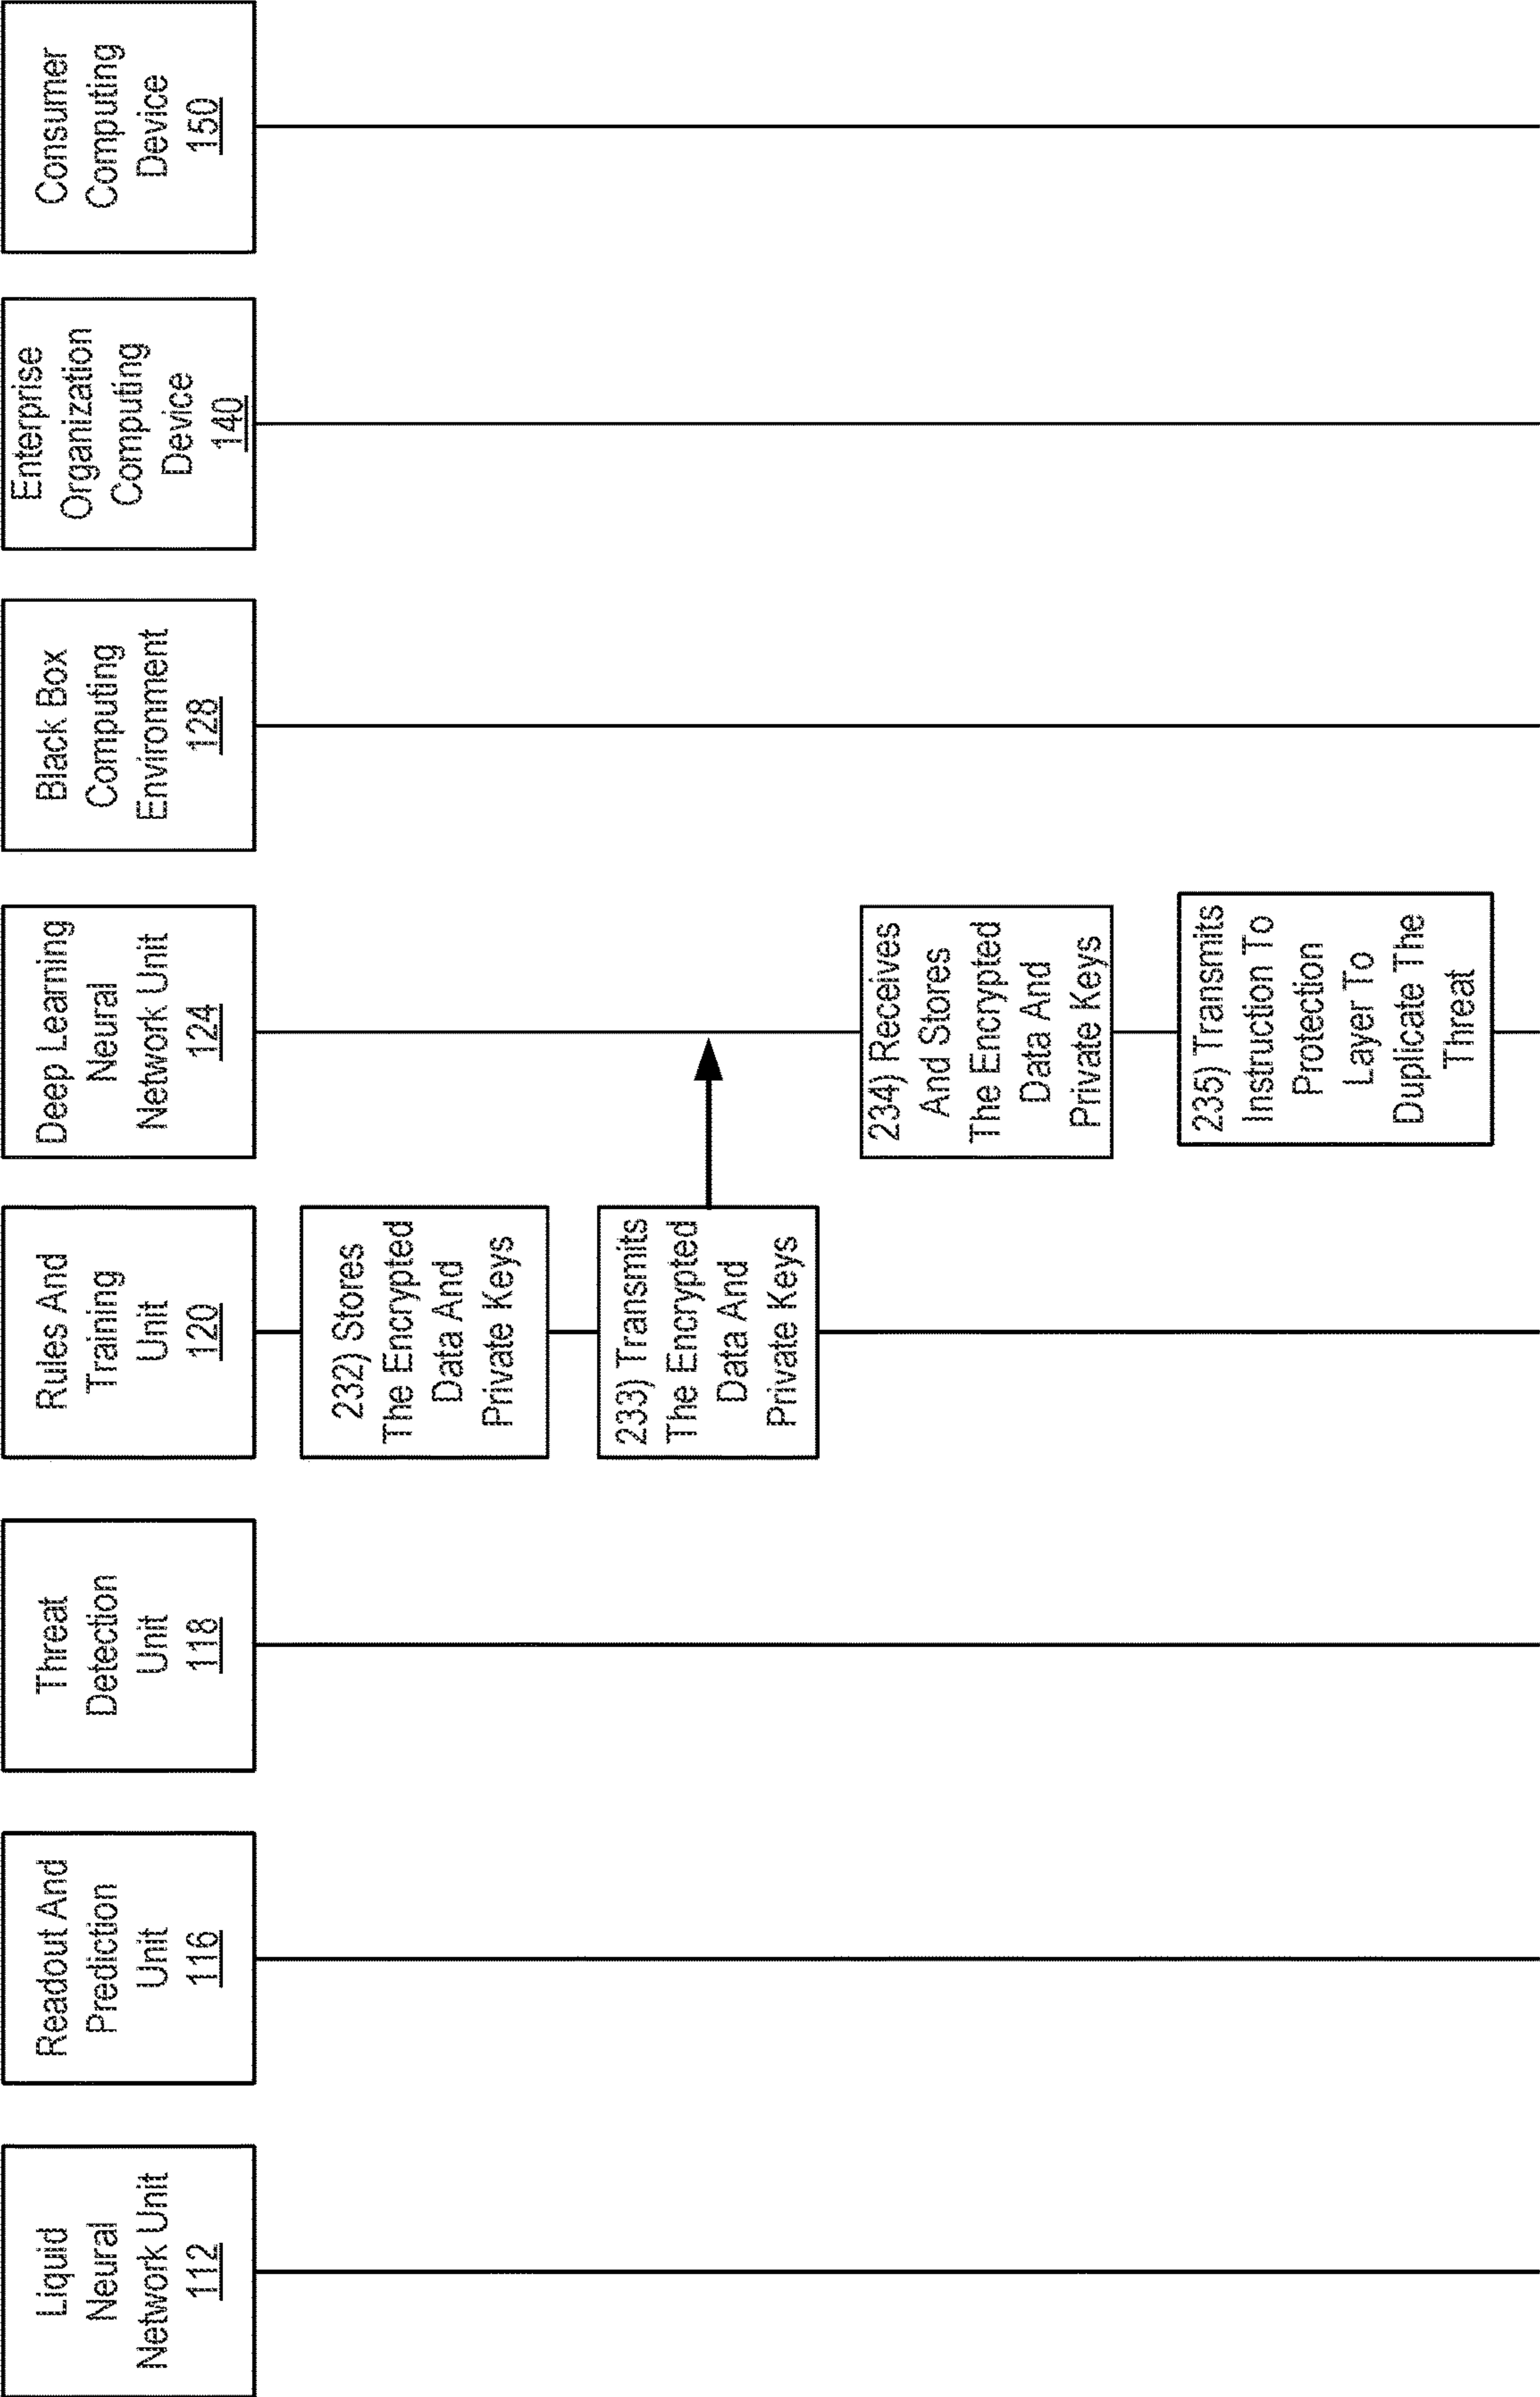 Liquid
Neural
Network Unit
112
Readout And
Prediction
Unit
116
Threat
Detection
Unit
118
Rules And
Training
Unit
120
Deep Learning
Neural
Network Unit
124
Black Box
Computing
Environment
128
Enterprise
Organization
Computing
Device
140
Consumer
Computing
Device
150
232) Stores
The Encrypted
Data And
Private Keys
233) Transmits
The Encrypted
Data And
Private Keys
234) Receives
And Stores
The Encrypted
Data And
Private Keys
235) Transmits
Instruction To
Protection
Layer To
Duplicate The
Threat